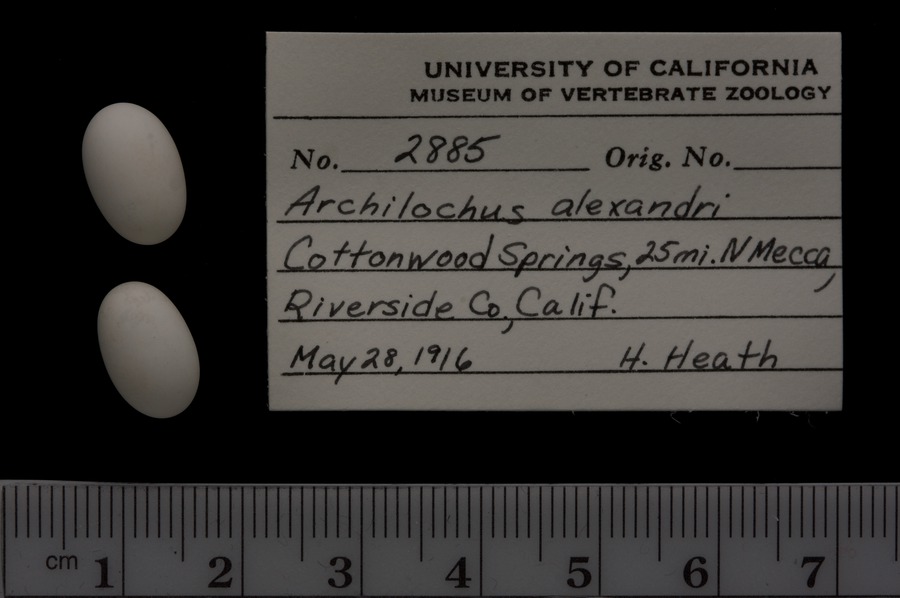 UNIVERSITY OF CALIFORNIA
MUSEUM OF VERTEBRATE ZOOLOGY
No. 2885 Orig. No.
Archilochus alexandri
Cottonwood Springs, 25mi. N Mecca,
Riverside Co., Calif.
May 28, 1916 H. Heath
cm 1 2 3 4 5 6 7